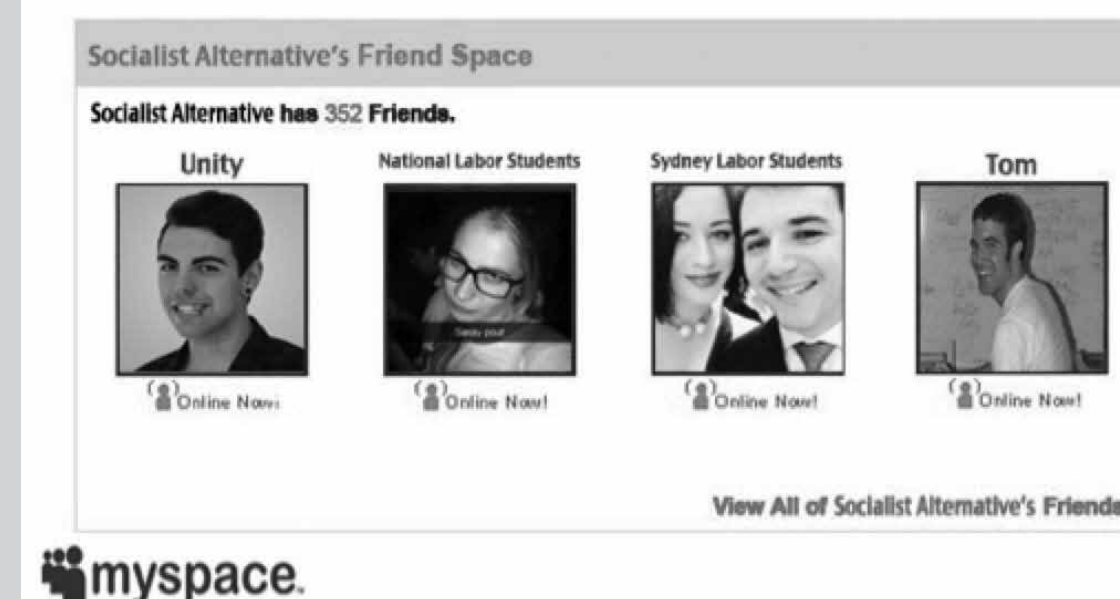 Socialist Alternative's Friend Space
Socialist Alternative has 352 Friends.
Unity
National Labor Students
Sydney Labor Students
Tom
Online Now!
Online Now!
Online Now!
Online Now!
View All of Socialist Alternative's Friends
myspace.